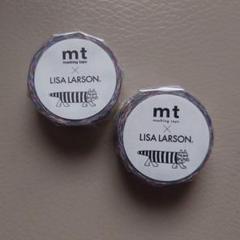 mt
masking tape
×
LISA LARSON.
mt
masking tape
×
LISA LARSON.